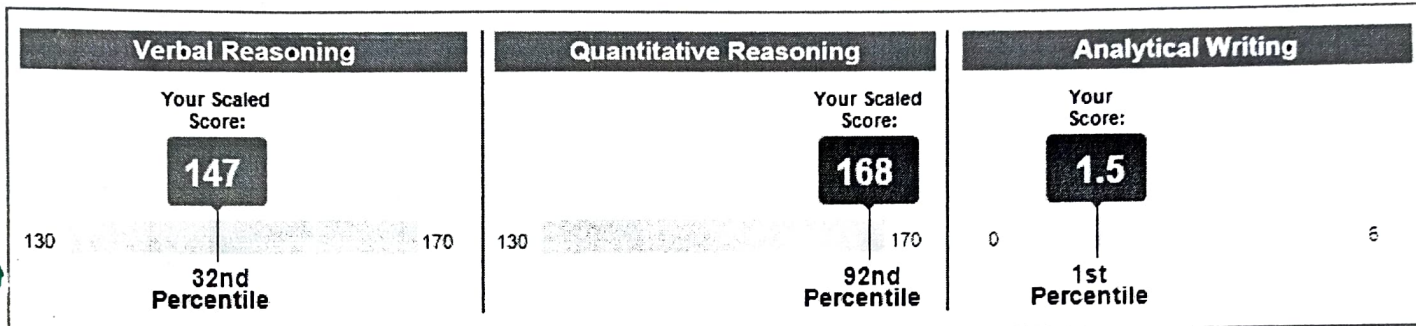 Verbal Reasoning
Your Scaled
Score:
147
130
170
32nd
Percentile
Quantitative Reasoning
Your Scaled
Score:
168
130
170
92nd
Percentile
Analytical Writing
Your
Score:
1.5
0
6
1st
Percentile